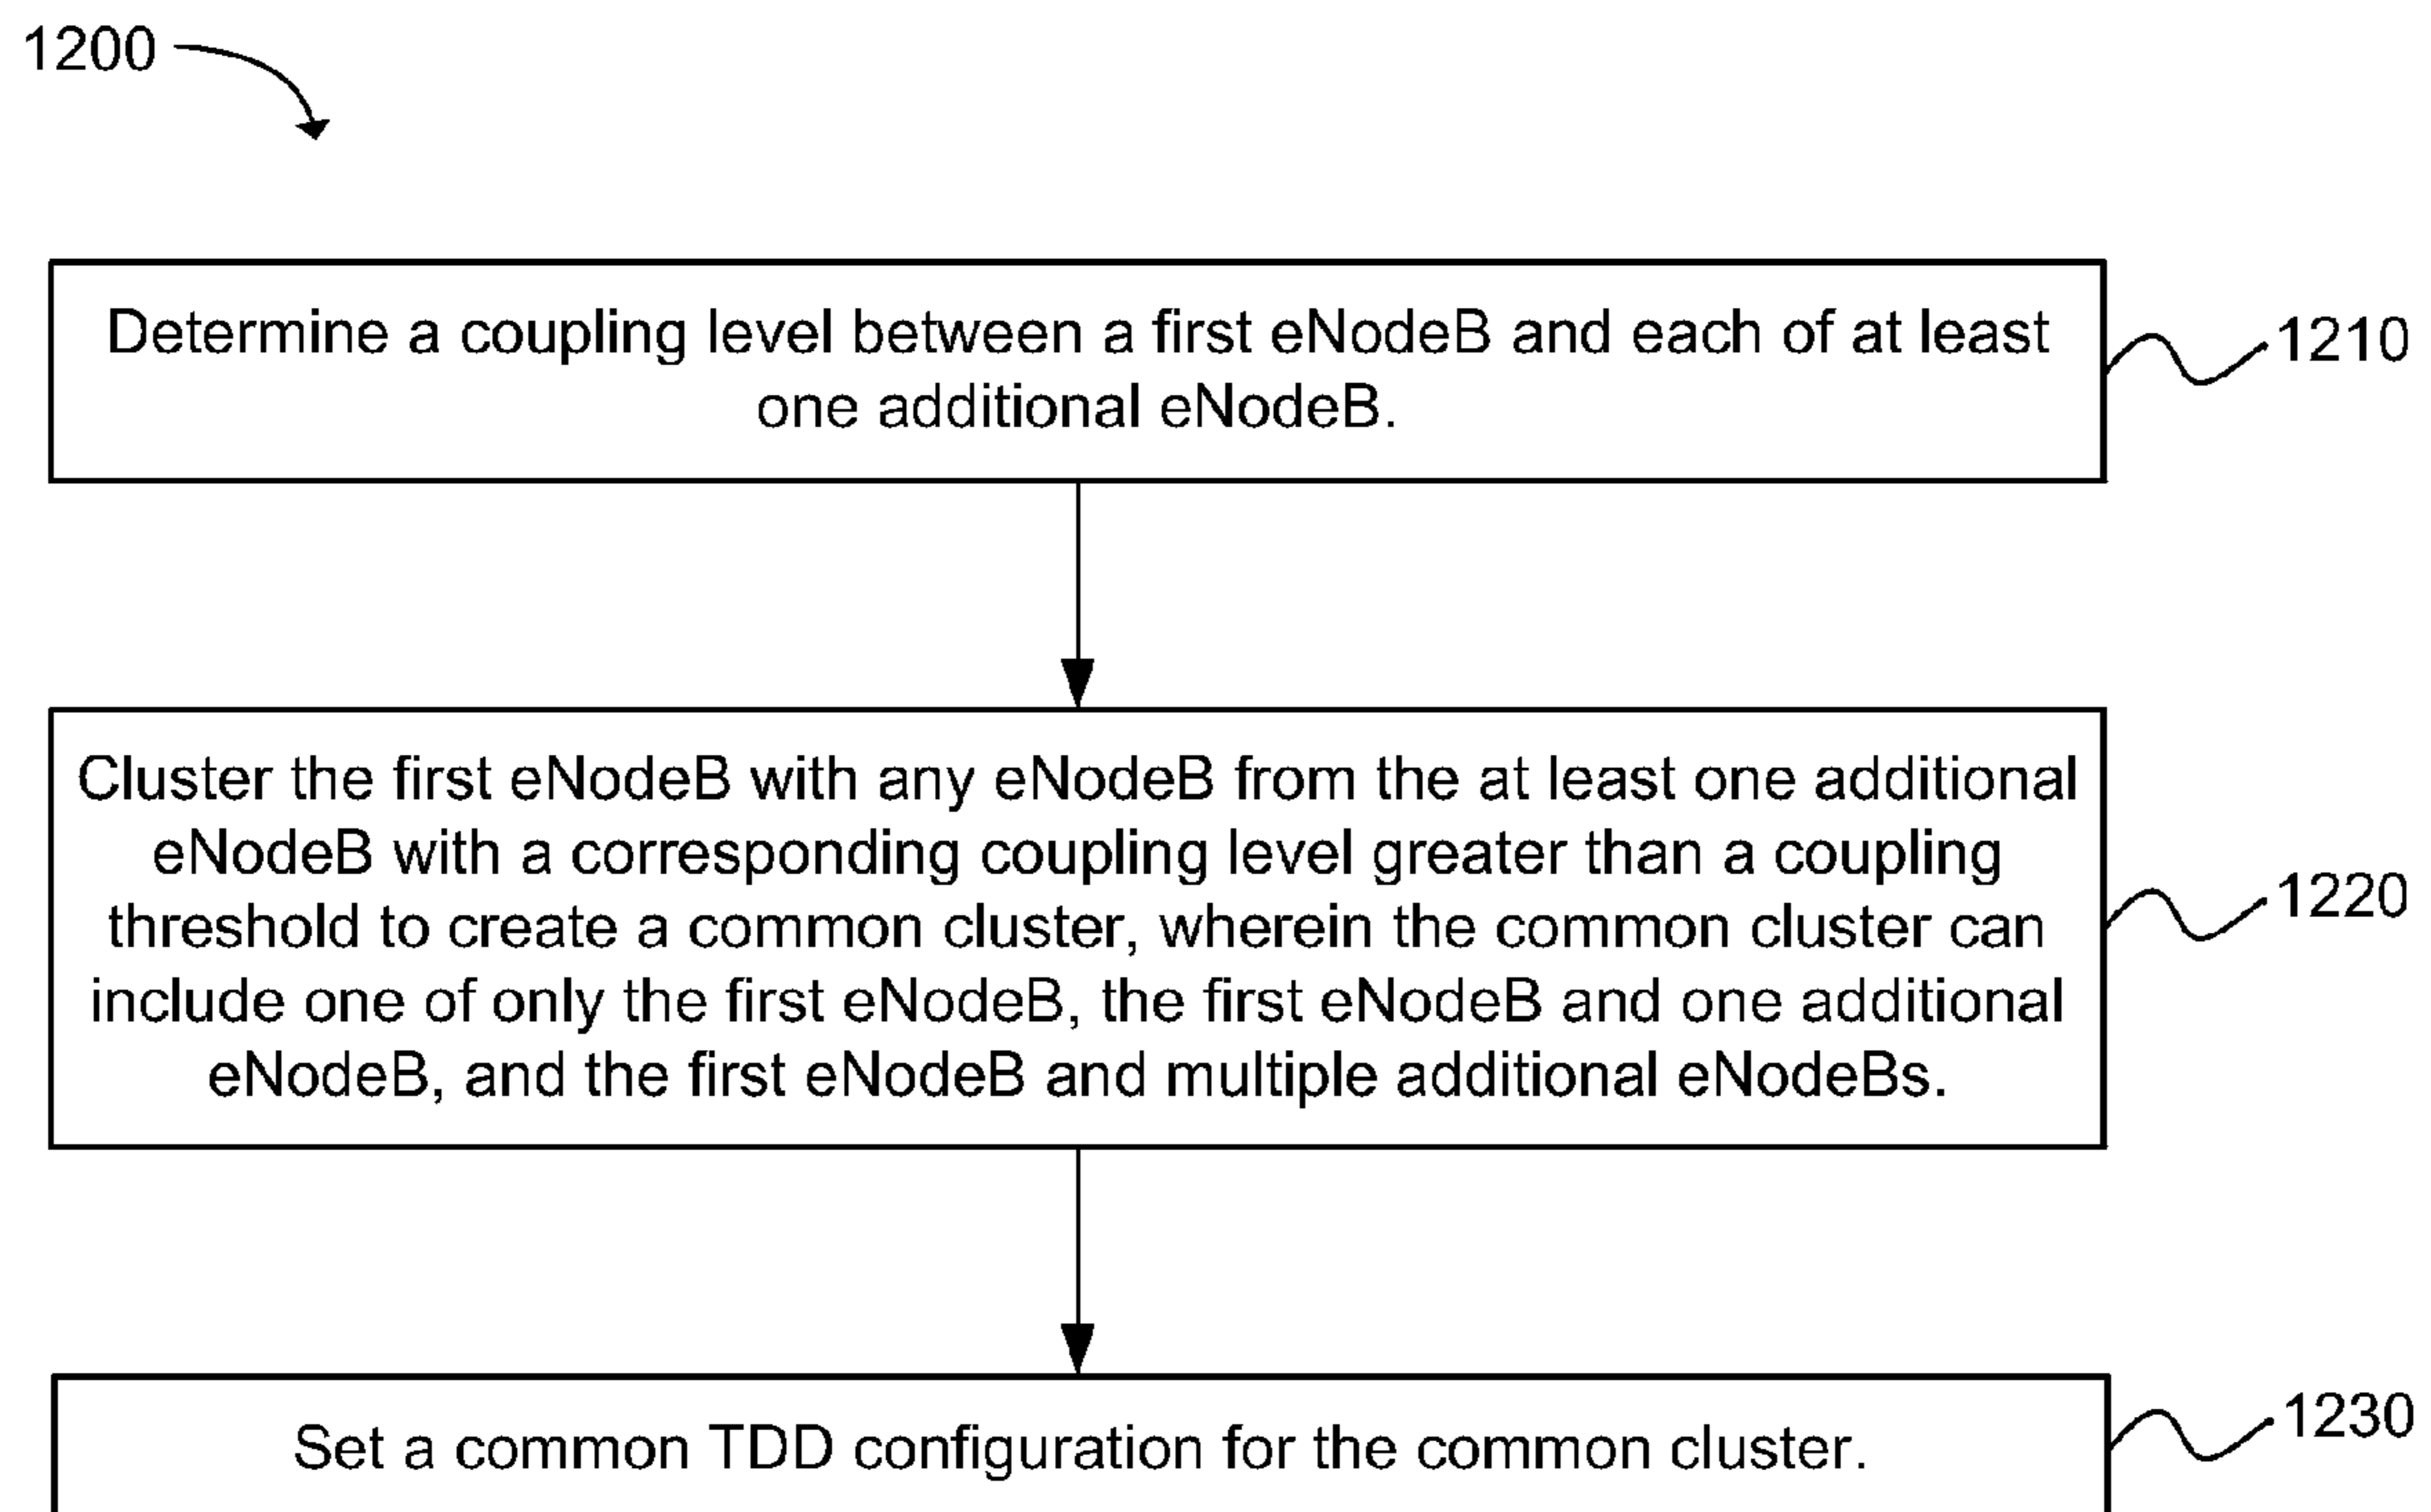 1200
Determine a coupling level between a first eNodeB and each of at least
one additional eNodeB.
1210
Cluster the first eNodeB with any eNodeB from the at least one additional
eNodeB with a corresponding coupling level greater than a coupling
threshold to create a common cluster, wherein the common cluster can
include one of only the first eNodeB, the first eNodeB and one additional
eNodeB, and the first eNodeB and multiple additional eNodeBs.
1220
Set a common TDD configuration for the common cluster.
1230